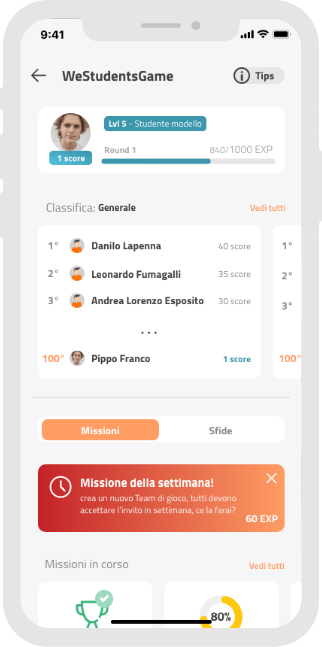 9:41
WeStudentsGame
Tips
Lvl 5 - Studente modello
1 score
Round 1
840/1000 EXP
Classifica: Generale
Vedi tutti
1° Danilo Lapenna 40 score
2° Leonardo Fumagalli 35 score
3° Andrea Lorenzo Esposito 30 score
...
100° Pippo Franco 1 score
1°
2°
3°
100°
Missioni
Sfide
Missione della settimana!
crea un nuovo Team di gioco, tutti devono
accettare l'invito in settimana, ce la farai?
60 EXP
Missioni in corso
Vedi tutti
80%